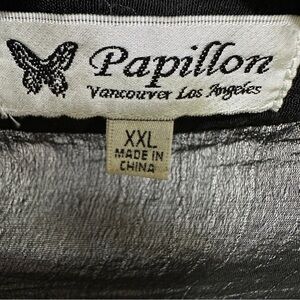 Papillon
Vancouver Los Angeles
XXL
MADE IN
CHINA